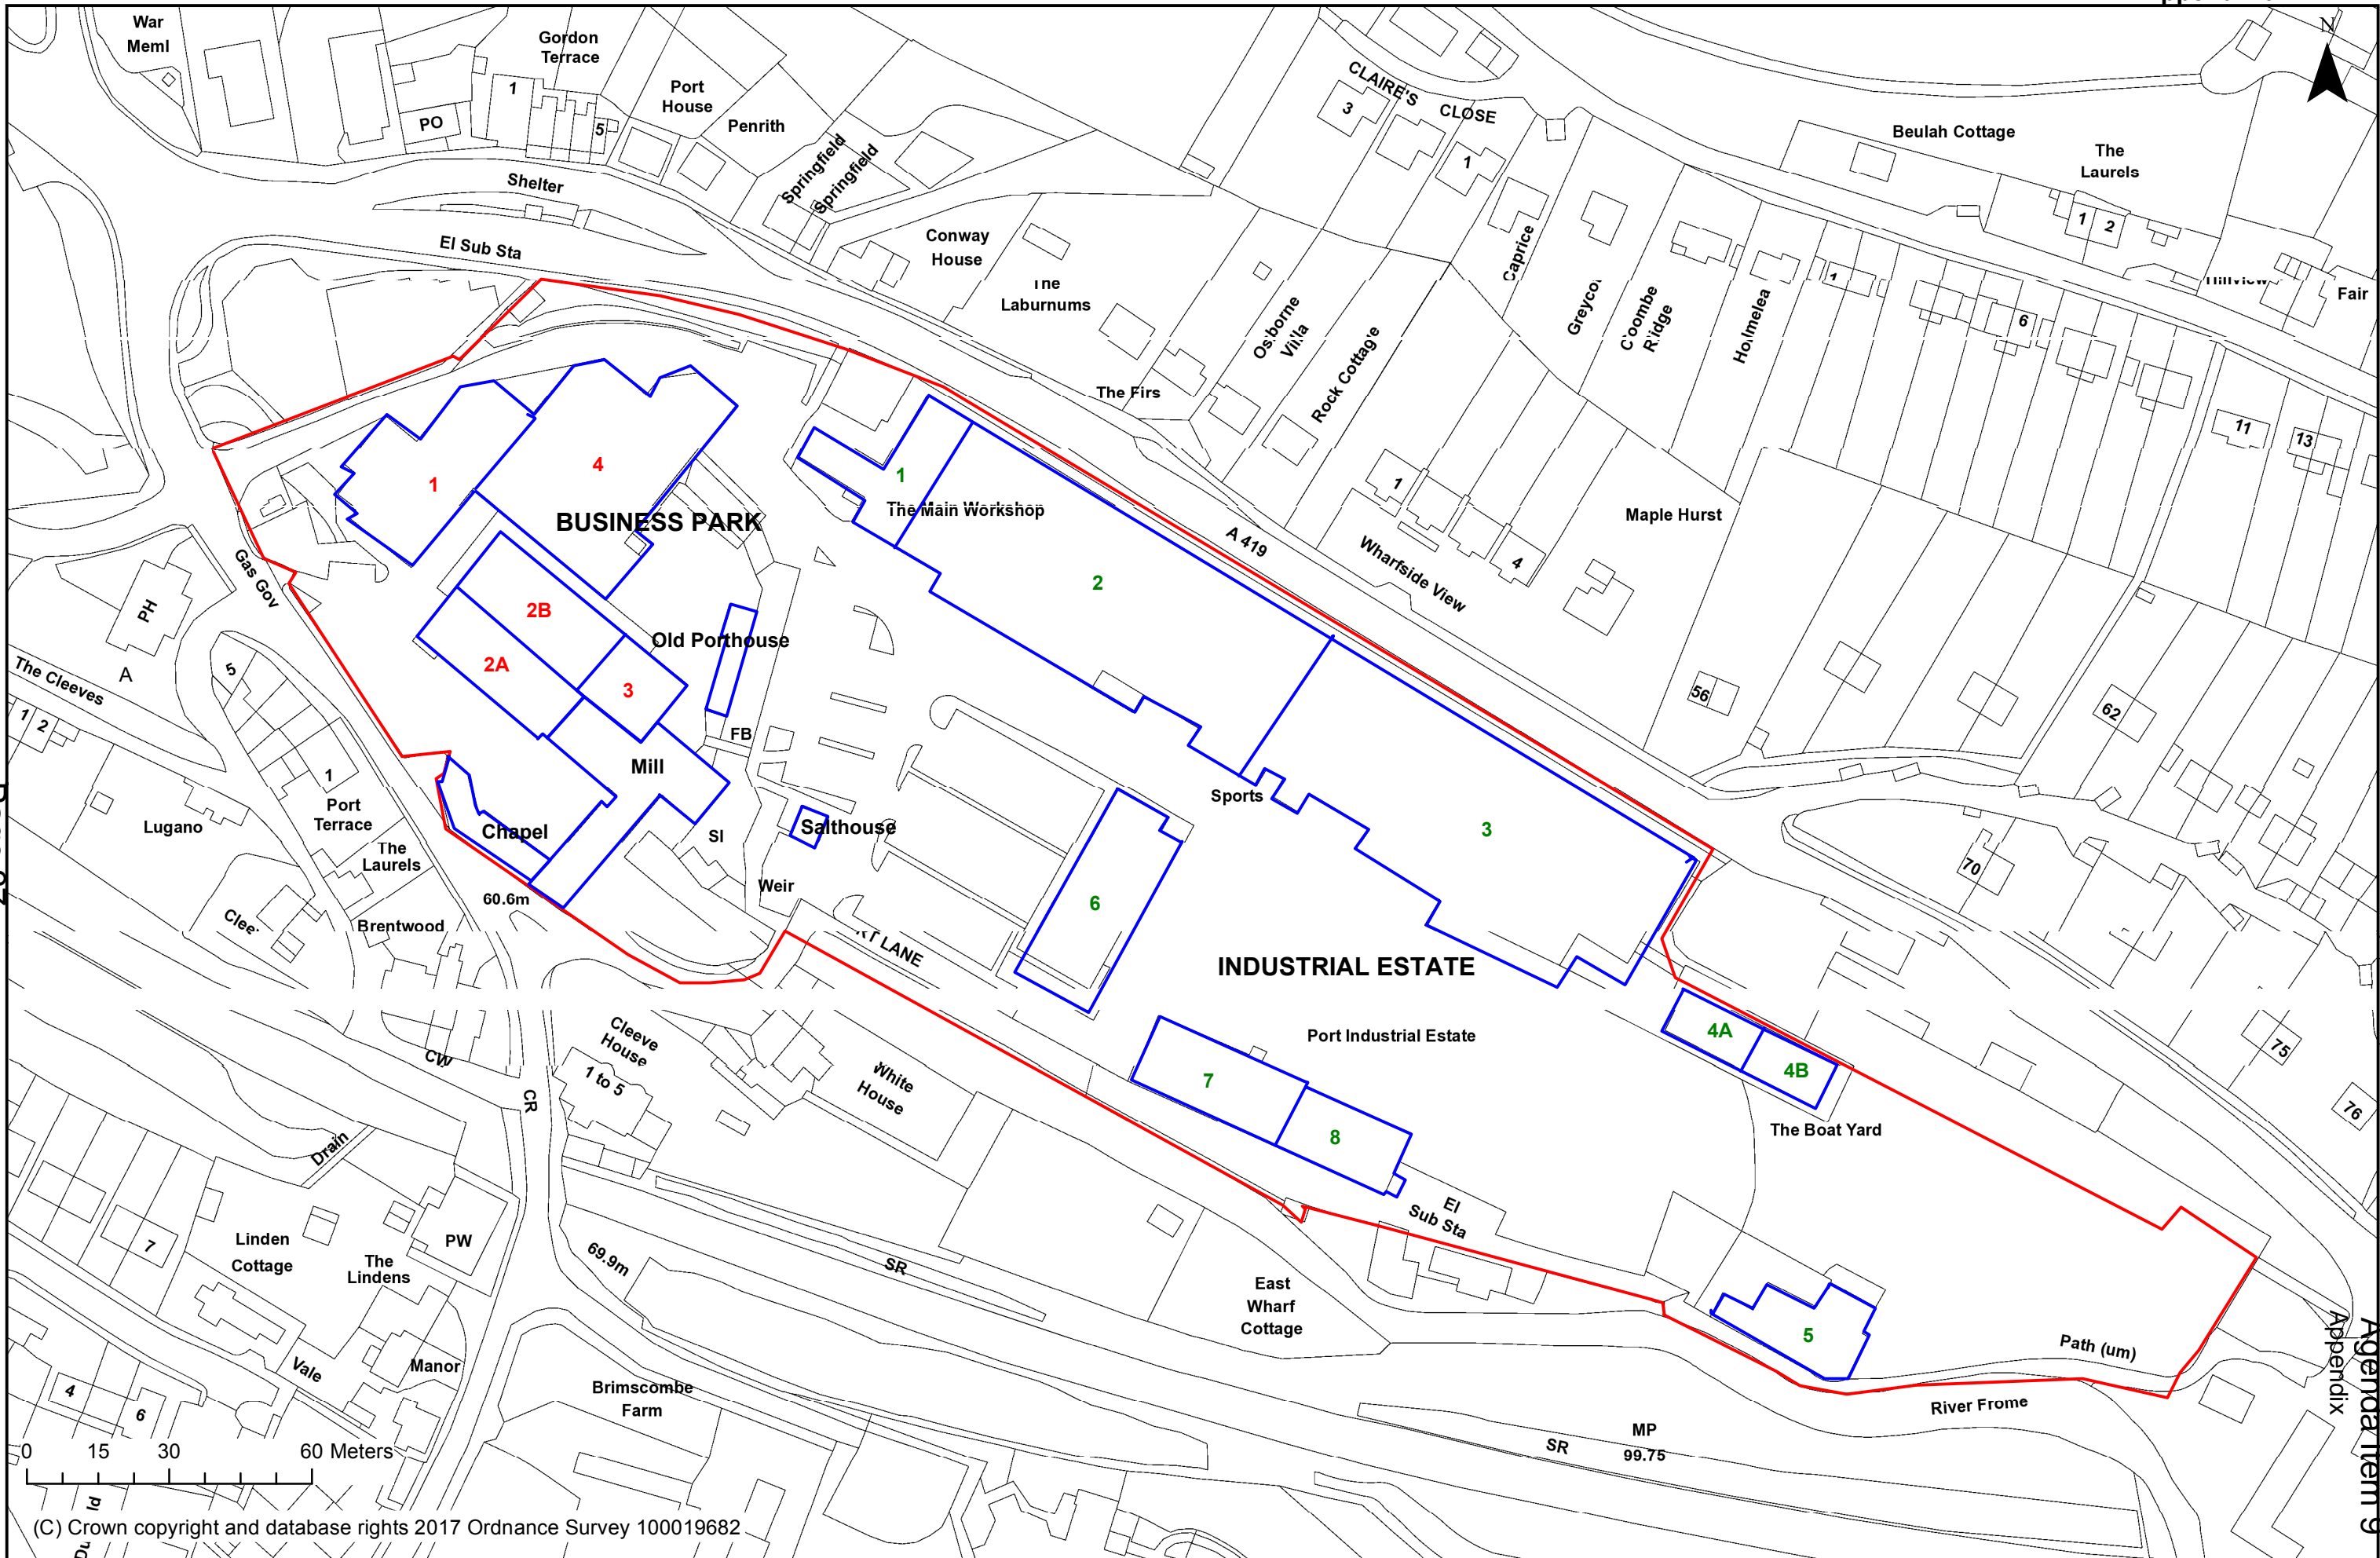 N
War
Meml
Gordon
Terrace
1
PO
5
Port
House
Penrith
Springfield
Springfield
Shelter
El Sub Sta
Conway
House
Laburnums
The Firs
CLAIRE'S CLOSE
3
1
Caprice
Coombe
Ridge
Holmelea
Osborne
Villa
Rock Cottage
Beulah Cottage
The
Laurels
1
2
1
6
Fair
11
13
1
4
BUSINESS PARK
1
The Main Workshop
2
A 419
1
4
Wharfside View
Maple Hurst
Gas Gov
PH
A
The Cleeves
1
2
5
1
2B
2A
3
Old Porthouse
FB
Mill
Chapel
Salthouse
SI
Weir
60.6m
Port
Terrace
The
Laurels
Lugano
Brentwood
Sports
3
6
56
62
70
INDUSTRIAL ESTATE
Port Industrial Estate
4A
4B
The Boat Yard
7
8
El
Sub Sta
5
75
76
Cleeve
House
1 to 5
White
House
CW
CR
Drain
7
Linden
Cottage
The
Lindens
PW
69.9m
SR
East
Wharf
Cottage
Path (um)
River Frome
MP
99.75
SR
Vale
Manor
Brimscombe
Farm
4
6
0 15 30 60 Meters
(C) Crown copyright and database rights 2017 Ordnance Survey 100019682
Agenda Item 9
Appendix